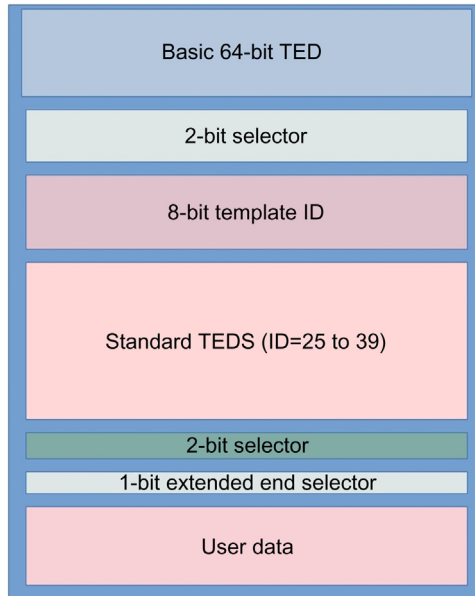 Basic 64-bit TED
2-bit selector
8-bit template ID
Standard TEDS (ID=25 to 39)
2-bit selector
1-bit extended end selector
User data